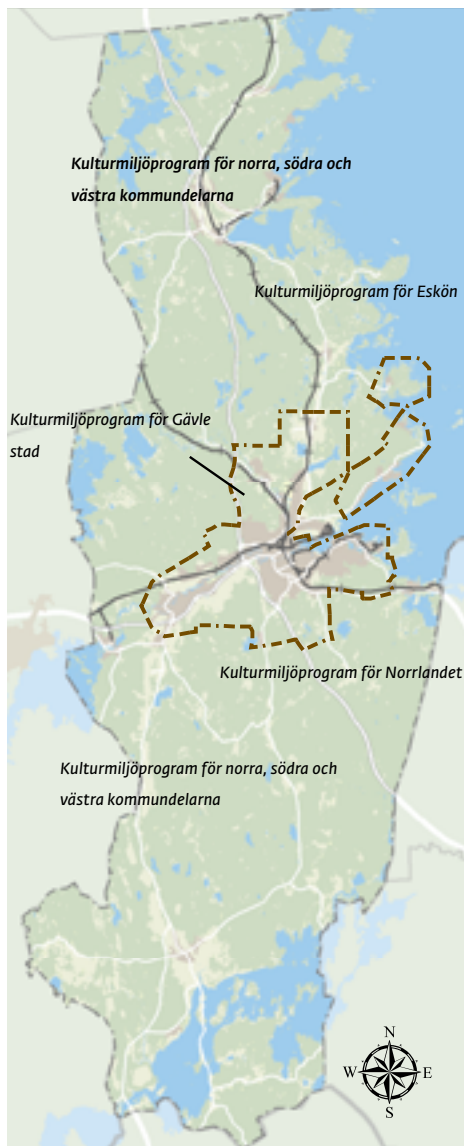 Kulturmiljöprogram för norra, södra och
västra kommundelarna
Kulturmiljöprogram för Eskön
Kulturmiljöprogram för Gävle
stad
Kulturmiljöprogram för Norrlandet
Kulturmiljöprogram för norra, södra och
västra kommundelarna
N
W E
S